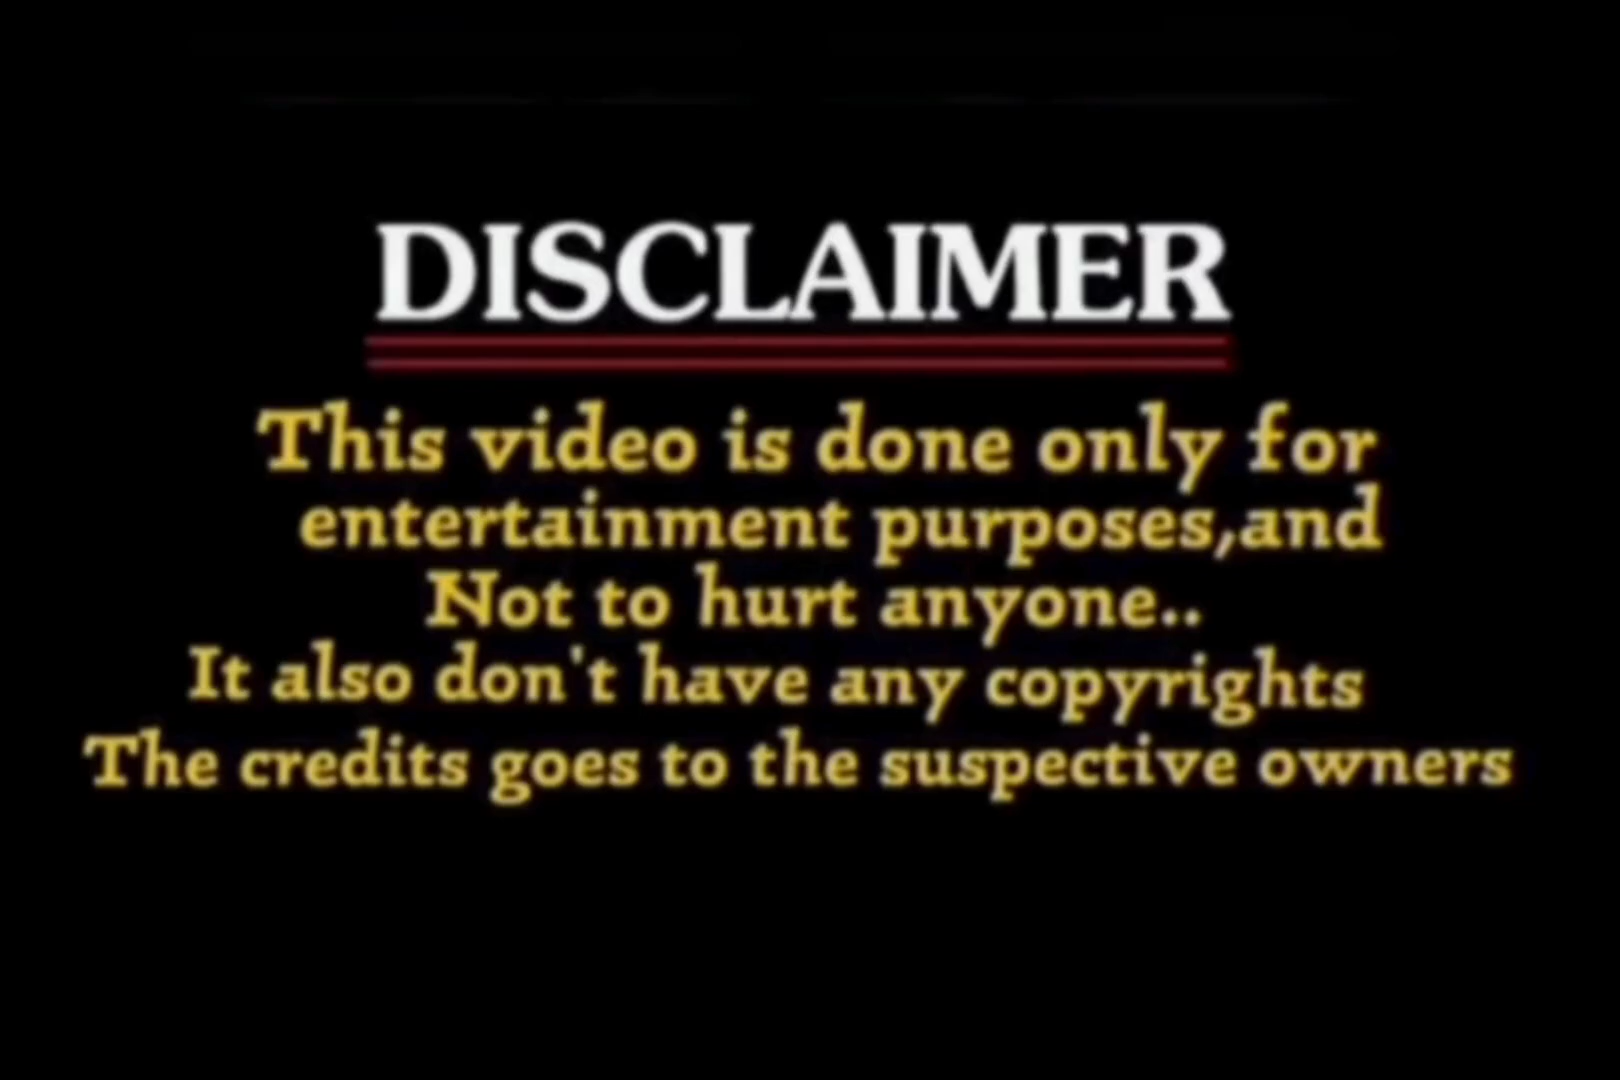 DISCLAIMER
This video is done only for
entertainment purposes,and
Not to hurt anyone..
It also don't have any copyrights
The credits goes to the suspective owners